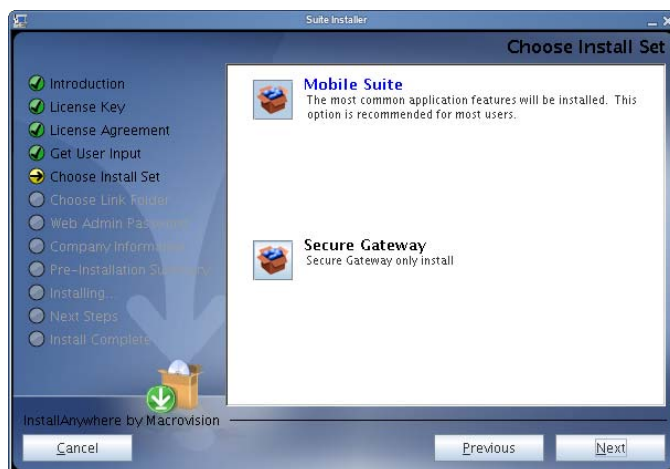 Suite Installer
Choose Install Set
Introduction
License Key
License Agreement
Get User Input
Choose Install Set
Choose Link Folder
Web Admin Password
Company Information
Pre-Installation Summary
Installing...
Next Steps
Install Complete
Mobile Suite
The most common application features will be installed. This
option is recommended for most users.
Secure Gateway
Secure Gateway only install
InstallAnywhere by Macrovision
Cancel
Previous
Next